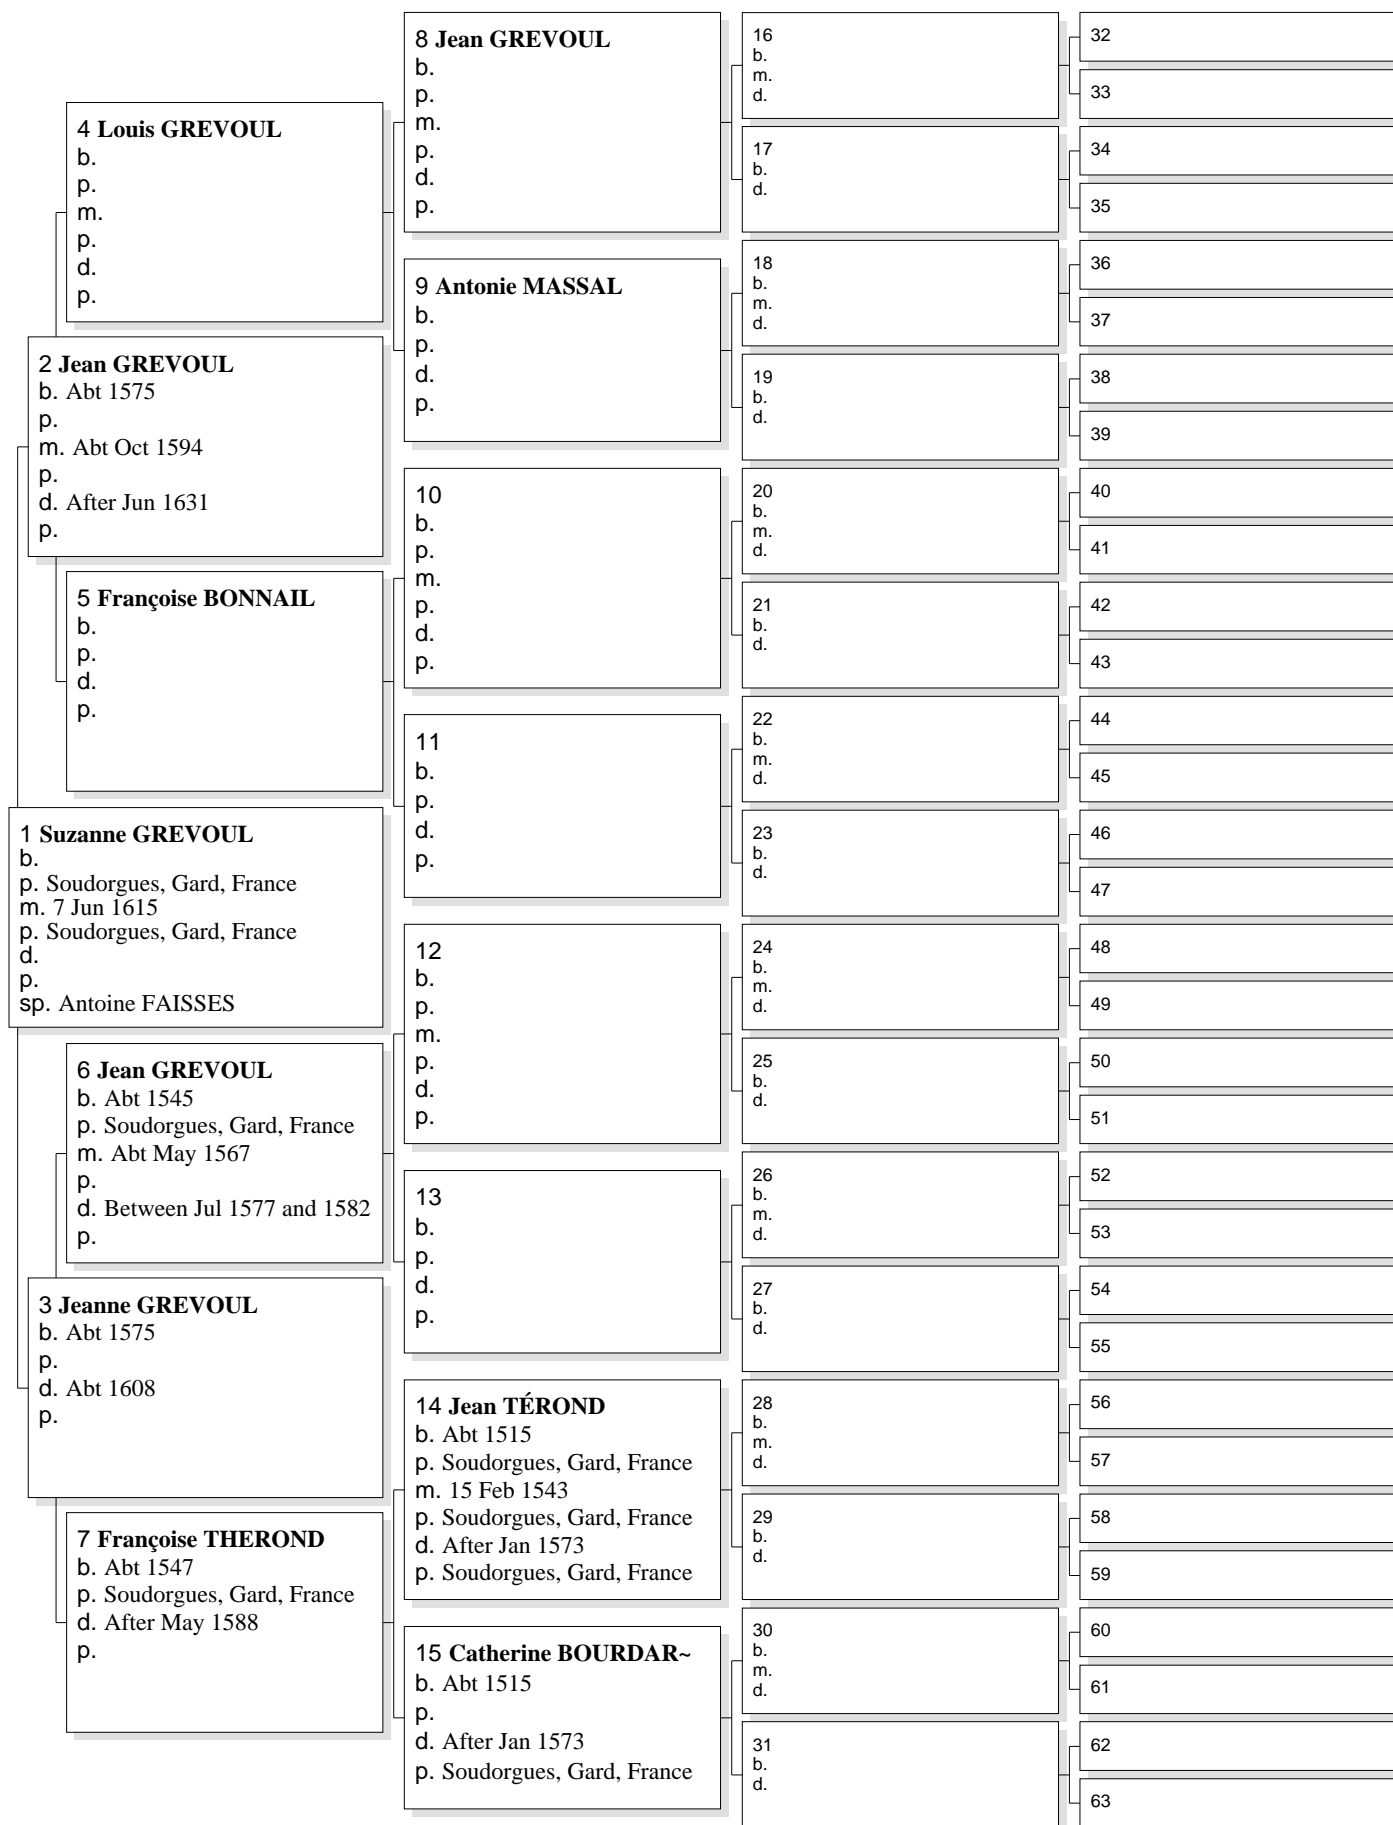 8 Jean GREVOUL
b.
p.
m.
p.
d.
p.
4 Louis GREVOUL
b.
p.
m.
p.
d.
p.
9 Antonie MASSAL
b.
p.
d.
p.
2 Jean GREVOUL
b. Abt 1575
p.
m. Abt Oct 1594
p.
d. After Jun 1631
p.
10
b.
p.
m.
p.
d.
p.
5 Françoise BONNAIL
b.
p.
d.
p.
11
b.
p.
d.
p.
1 Suzanne GREVOUL
b.
p. Soudorgues, Gard, France
m. 7 Jun 1615
p. Soudorgues, Gard, France
d.
p.
sp. Antoine FAISSES
12
b.
p.
m.
p.
d.
p.
6 Jean GREVOUL
b. Abt 1545
p. Soudorgues, Gard, France
m. Abt May 1567
p.
d. Between Jul 1577 and 1582
p.
13
b.
p.
d.
p.
3 Jeanne GREVOUL
b. Abt 1575
p.
d. Abt 1608
p.
14 Jean TÉROND
b. Abt 1515
p. Soudorgues, Gard, France
m. 15 Feb 1543
p. Soudorgues, Gard, France
d. After Jan 1573
p. Soudorgues, Gard, France
7 Françoise THEROND
b. Abt 1547
p. Soudorgues, Gard, France
d. After May 1588
p.
15 Catherine BOURDAR~
b. Abt 1515
p.
d. After Jan 1573
p. Soudorgues, Gard, France
16
b.
m.
d.
17
b.
d.
18
b.
m.
d.
19
b.
d.
20
b.
m.
d.
21
b.
d.
22
b.
m.
d.
23
b.
d.
24
b.
m.
d.
25
b.
d.
26
b.
m.
d.
27
b.
d.
28
b.
m.
d.
29
b.
d.
30
b.
m.
d.
31
b.
d.
32
33
34
35
36
37
38
39
40
41
42
43
44
45
46
47
48
49
50
51
52
53
54
55
56
57
58
59
60
61
62
63